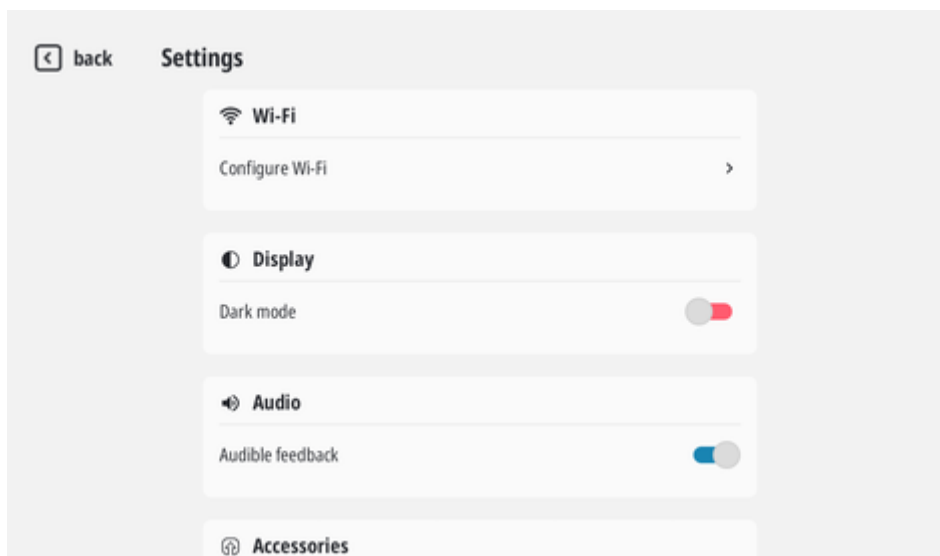 back Settings
Wi-Fi
Configure Wi-Fi
Display
Dark mode
Audio
Audible feedback
Accessories